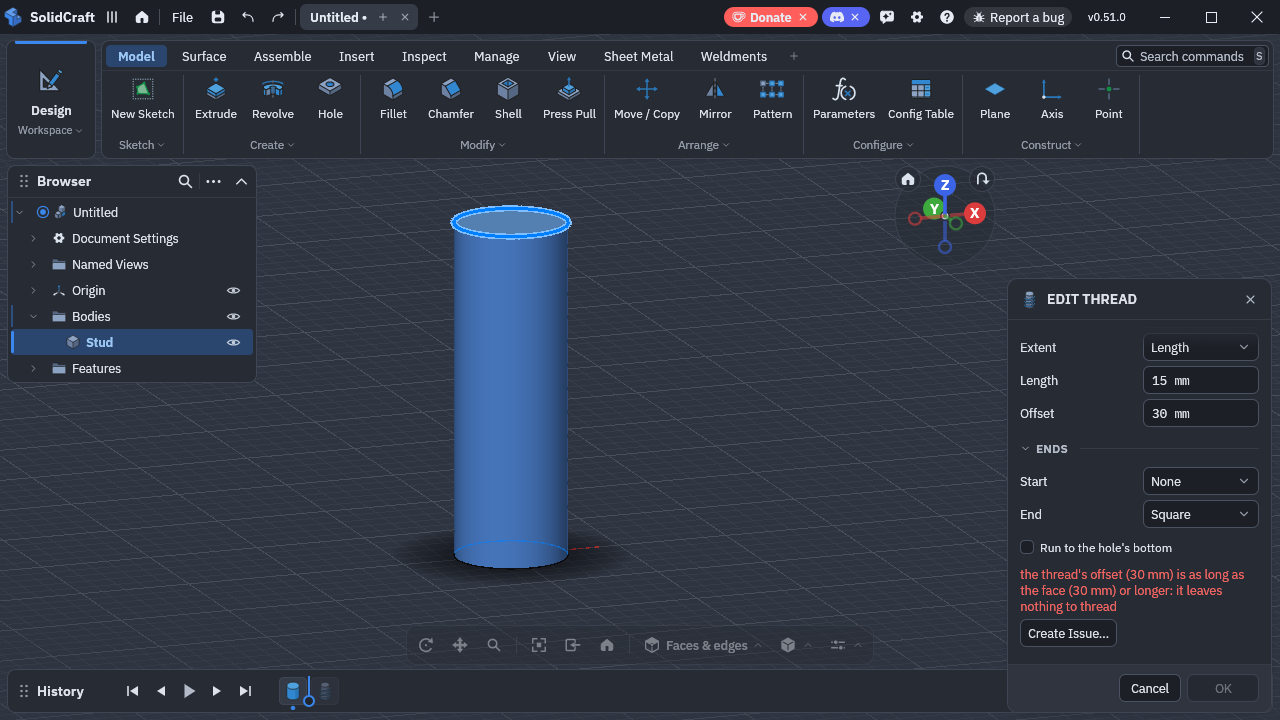 SolidCraft
File
Untitled •
Donate
Report a bug
v0.51.0
Design
Workspace
Model
Surface
Assemble
Insert
Inspect
Manage
View
Sheet Metal
Weldments
Search commands
S
New Sketch
Extrude
Revolve
Hole
Fillet
Chamfer
Shell
Press Pull
Move / Copy
Mirror
Pattern
Parameters
Config Table
Plane
Axis
Point
Sketch
Create
Modify
Arrange
Configure
Construct
Browser
Untitled
Document Settings
Named Views
Origin
Bodies
Stud
Features
Z
Y
X
EDIT THREAD
Extent
Length
Length
15 mm
Offset
30 mm
ENDS
Start
None
End
Square
Run to the hole's bottom
the thread's offset (30 mm) is as long as
the face (30 mm) or longer: it leaves
nothing to thread
Create Issue...
Cancel
OK
Faces & edges
History